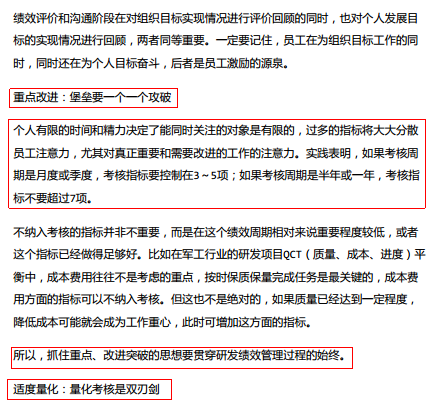 绩效评价和沟通阶段在对组织目标实现情况进行评价回顾的同时，也对个人发展目
标的实现情况进行回顾，两者同等重要。一定要记住，员工在为组织目标工作的同
时，同时还在为个人目标奋斗，后者是员工激励的源泉。
重点改进：堡垒要一个一个攻破
个人有限的时间和精力决定了能同时关注的对象是有限的，过多的指标将大大分散
员工注意力，尤其对真正重要和需要改进的工作的注意力。实践表明，如果考核周
期是月度或季度，考核指标要控制在3～5项；如果考核周期是半年或一年，考核指
标不要超过7项。
不纳入考核的指标并非不重要，而是在这个绩效周期相对来说重要程度较低，或者
这个指标已经做得足够好。比如在军工行业的研发项目QCT（质量、成本、进度）平
衡中，成本费用往往不是考虑的重点，按时保质保量完成任务是最关键的，成本费
用方面的指标可以不纳入考核。但这也不是绝对的，如果质量已经达到一定程度，
降低成本可能就会成为工作重心，此时可增加这方面的指标。
所以，抓住重点、改进突破的思想要贯穿研发绩效管理过程的始终。
适度量化：量化考核是双刃剑